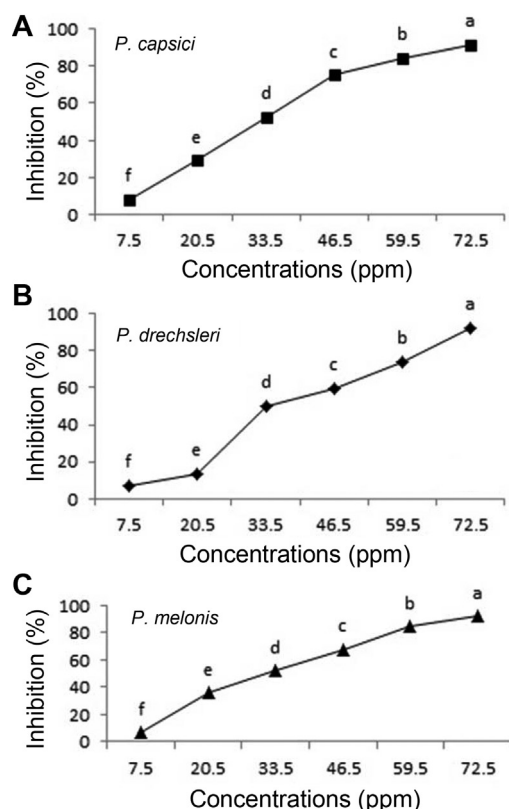 A
P. capsici
Inhibition (%)
100
80
60
40
20
0
f
e
d
c
b
a
7.5 20.5 33.5 46.5 59.5 72.5
Concentrations (ppm)
B
P. drechsleri
Inhibition (%)
100
80
60
40
20
0
f
e
d
c
b
a
7.5 20.5 33.5 46.5 59.5 72.5
Concentrations (ppm)
C
P. melonis
Inhibition (%)
100
80
60
40
20
0
f
e
d
c
b
a
7.5 20.5 33.5 46.5 59.5 72.5
Concentrations (ppm)